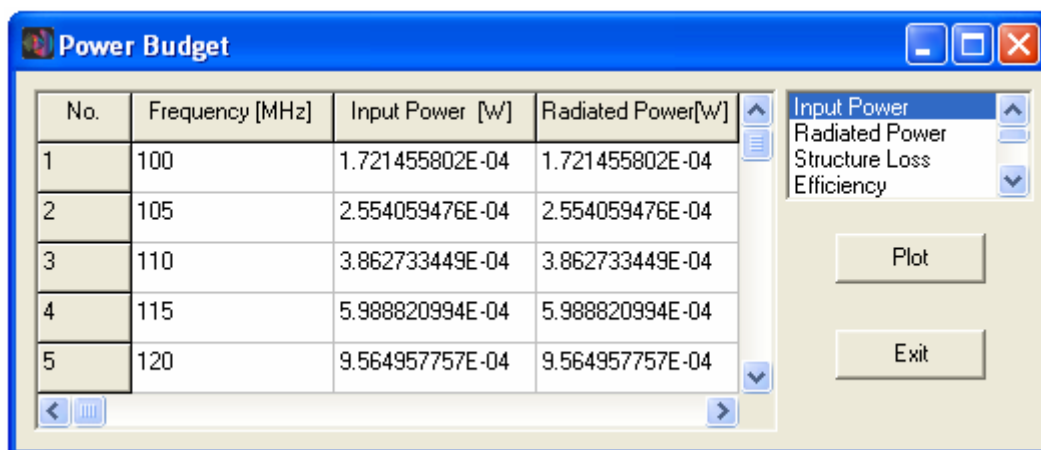 Power Budget
No. Frequency [MHz] Input Power [W] Radiated Power[W]
1 100 1.721455802E-04 1.721455802E-04
2 105 2.554059476E-04 2.554059476E-04
3 110 3.862733449E-04 3.862733449E-04
4 115 5.988820994E-04 5.988820994E-04
5 120 9.564957757E-04 9.564957757E-04
Input Power
Radiated Power
Structure Loss
Efficiency
Plot
Exit